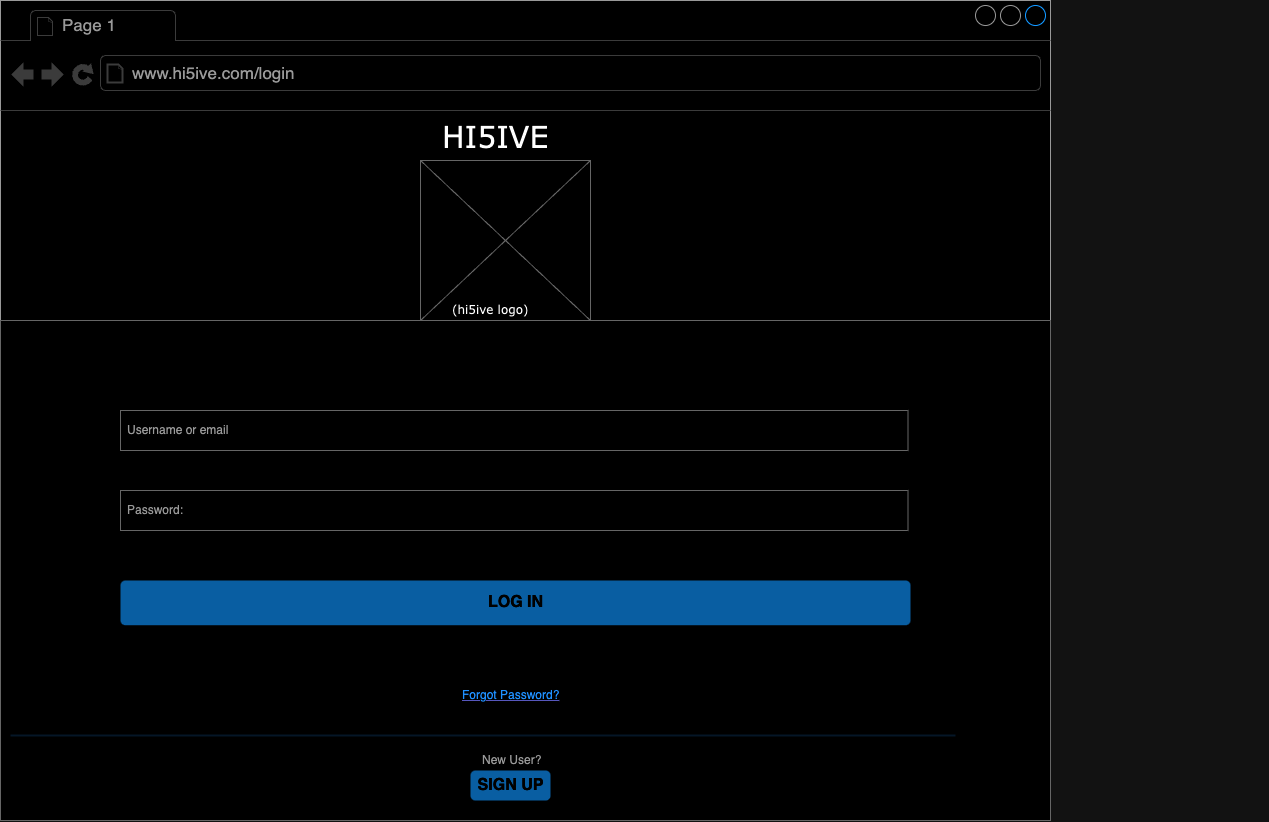 Page 1
www.hi5ive.com/login
HI5IVE
(hi5ive logo)
Username or email
Password:
LOG IN
Forgot Password?
New User?
SIGN UP